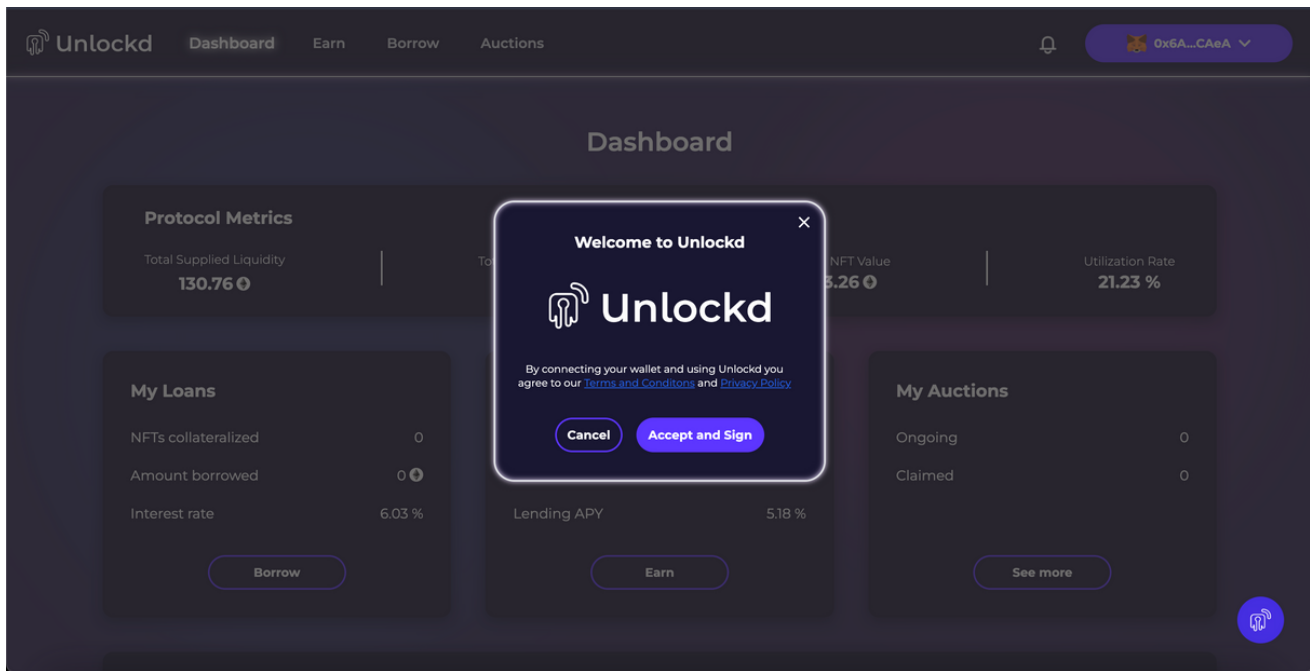 Unlockd Dashboard Earn Borrow Auctions 0x6A...CAeA
Dashboard
Protocol Metrics
Total Supplied Liquidity
130.76
NFT Value
3.26
Utilization Rate
21.23 %
Welcome to Unlockd
Unlockd
By connecting your wallet and using Unlockd you
agree to our Terms and Conditons and Privacy Policy
Cancel Accept and Sign
My Loans
NFTs collateralized 0
Amount borrowed 0
Interest rate 6.03 %
Borrow
Lending APY 5.18 %
Earn
My Auctions
Ongoing 0
Claimed 0
See more